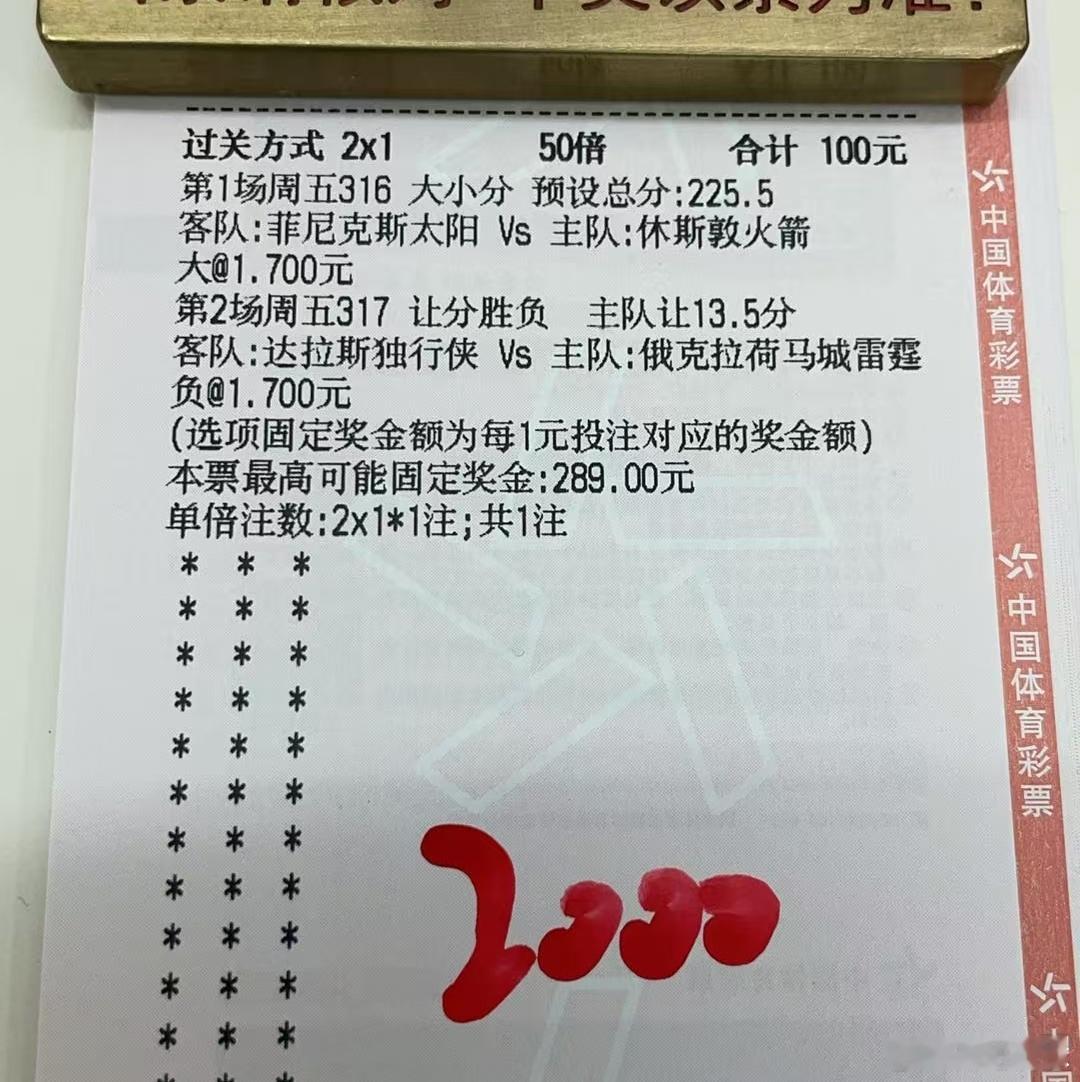 过关方式 2x1 50倍 合计 100元
第1场周五316 大小分 预设总分:225.5
客队:菲尼克斯太阳 Vs 主队:休斯敦火箭
大@1.700元
第2场周五317 让分胜负 主队让13.5分
客队:达拉斯独行侠 Vs 主队:俄克拉荷马城雷霆
负@1.700元
(选项固定奖金额为每1元投注对应的奖金额)
本票最高可能固定奖金:289.00元
单倍注数:2x1*1注;共1注
* * *
* * *
* * *
* * *
* * *
* * *
* * *
* * *
* * *
* * *
* * *
* * *
2000
中国体育彩票
中国体育彩票
中国